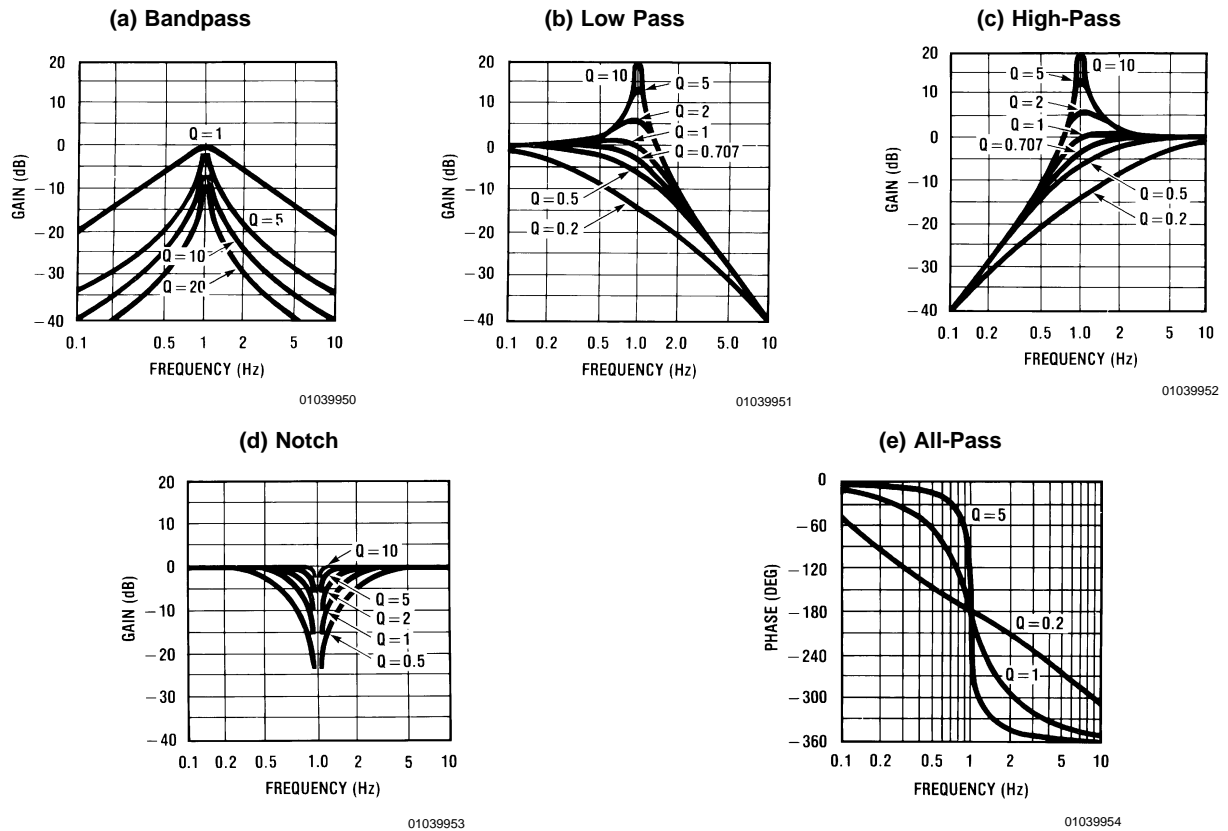 (a) Bandpass
20
10
0
−10
−20
−30
−40
GAIN (dB)
Q = 1
Q = 5
Q = 10
Q = 20
0.1 0.2 0.5 1.0 2 5 10
FREQUENCY (Hz)
01039950
(b) Low Pass
20
10
0
−10
−20
−30
−40
GAIN (dB)
Q = 10
Q = 5
Q = 2
Q = 1
Q = 0.707
Q = 0.5
Q = 0.2
0.1 0.2 0.5 1.0 2.0 5.0 10
FREQUENCY (Hz)
01039951
(c) High-Pass
20
10
0
−10
−20
−30
−40
GAIN (dB)
Q = 10
Q = 5
Q = 2
Q = 1
Q = 0.707
Q = 0.5
Q = 0.2
0.1 0.2 0.5 1.0 2 5 10
FREQUENCY (Hz)
01039952
(d) Notch
20
10
0
−10
−20
−30
−40
GAIN (dB)
Q = 10
Q = 5
Q = 2
Q = 1
Q = 0.5
0.1 0.2 0.5 1.0 2 5 10
FREQUENCY (Hz)
01039953
(e) All-Pass
0
−60
−120
−180
−240
−300
−360
PHASE (DEG)
Q = 5
Q = 0.2
Q = 1
0.1 0.2 0.5 1 2 5 10
FREQUENCY (Hz)
01039954